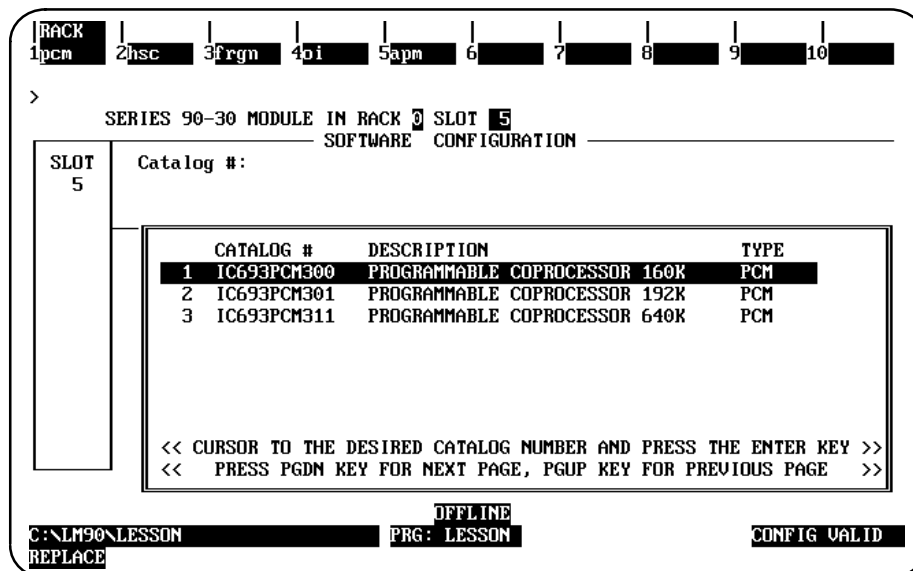 RACK
1pcm 2hsc 3frgn 4oi 5apm 6 7 8 9 10
>
SERIES 90-30 MODULE IN RACK 0 SLOT 5
SOFTWARE CONFIGURATION
SLOT Catalog #:
5
CATALOG # DESCRIPTION TYPE
1 IC693PCM300 PROGRAMMABLE COPROCESSOR 160K PCM
2 IC693PCM301 PROGRAMMABLE COPROCESSOR 192K PCM
3 IC693PCM311 PROGRAMMABLE COPROCESSOR 640K PCM
<< CURSOR TO THE DESIRED CATALOG NUMBER AND PRESS THE ENTER KEY >>
<< PRESS PGDN KEY FOR NEXT PAGE, PGUP KEY FOR PREVIOUS PAGE >>
OFFLINE
C:\LM90\LESSON PRG: LESSON CONFIG VALID
REPLACE